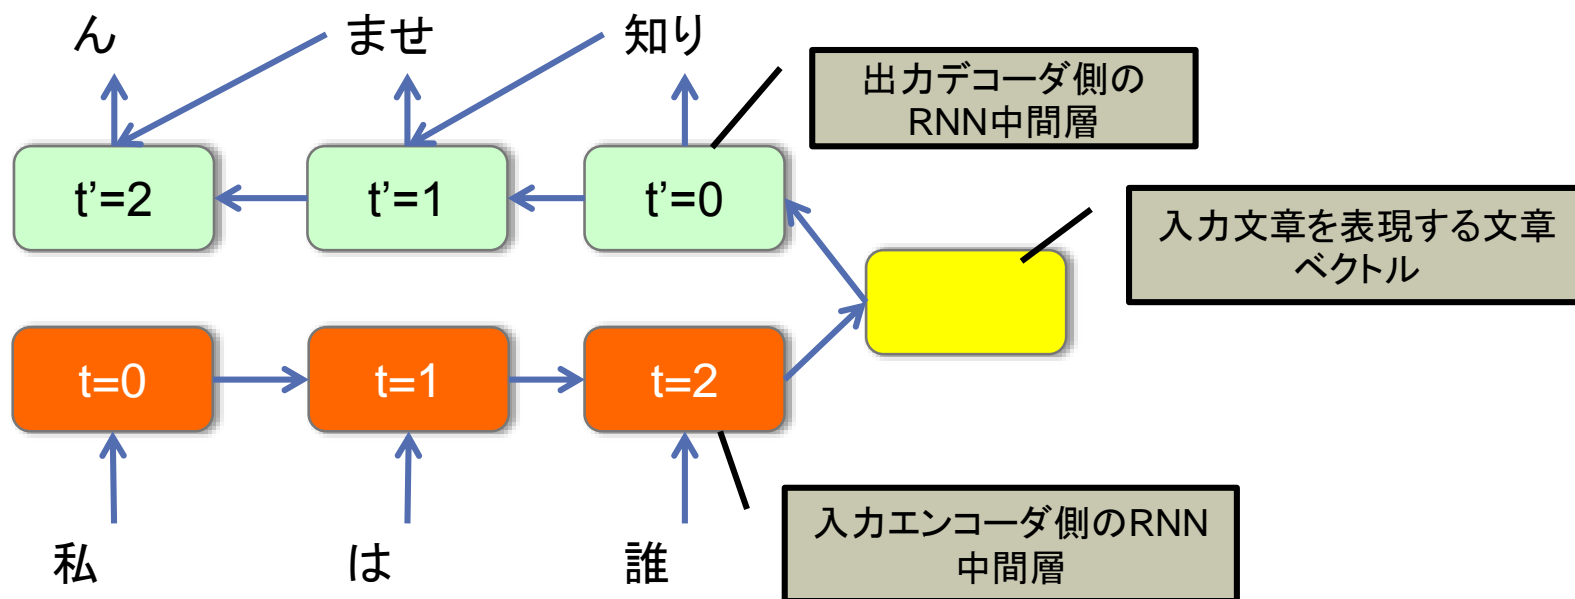 ん ませ 知り
出力デコーダ側の
RNN中間層
t’=2 t’=1 t’=0
入力文章を表現する文章
ベクトル
t=0 t=1 t=2
入力エンコーダ側のRNN
中間層
私 は 誰